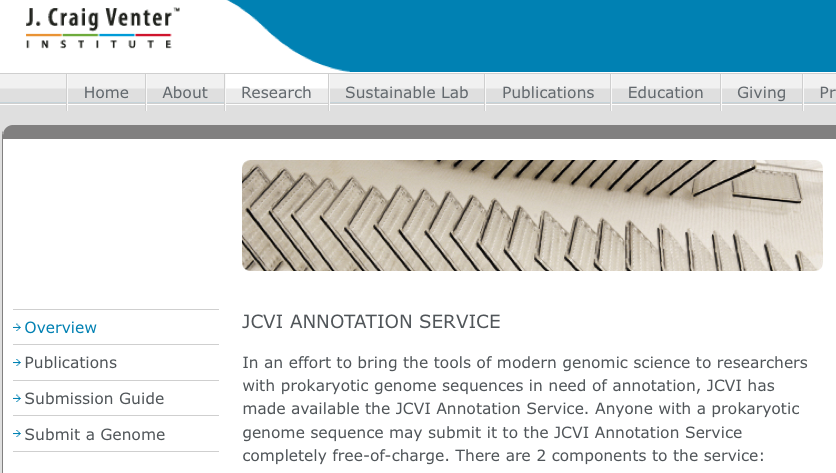 J. Craig Venter™
INSTITUTE
Home About Research Sustainable Lab Publications Education Giving Pr
Overview
Publications
Submission Guide
Submit a Genome
JCVI ANNOTATION SERVICE
In an effort to bring the tools of modern genomic science to researchers
with prokaryotic genome sequences in need of annotation, JCVI has
made available the JCVI Annotation Service. Anyone with a prokaryotic
genome sequence may submit it to the JCVI Annotation Service
completely free-of-charge. There are 2 components to the service: